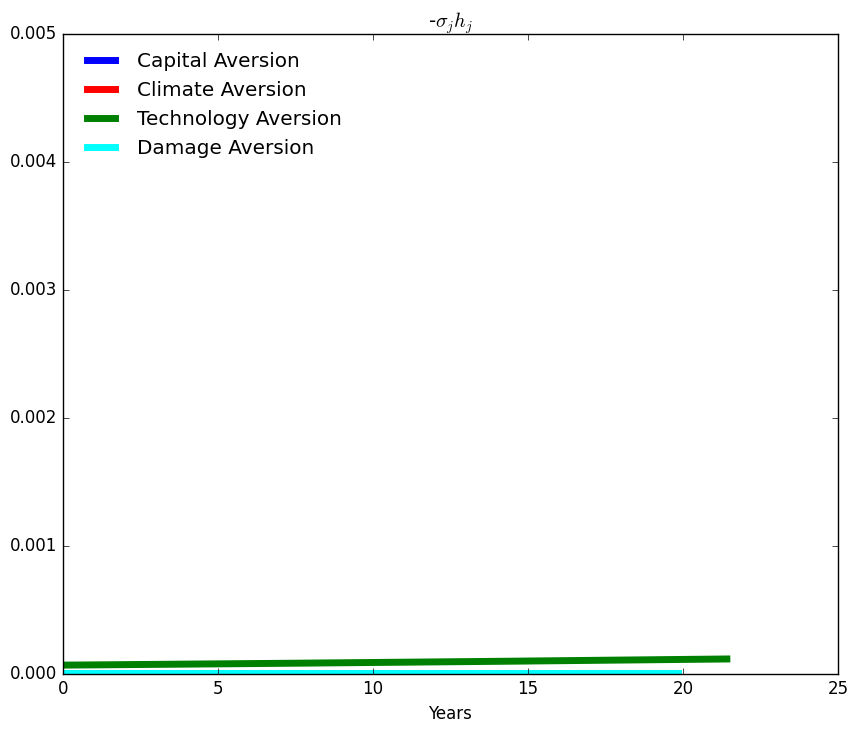 -σⱼhⱼ
0.005
Capital Aversion
Climate Aversion
Technology Aversion
Damage Aversion
0.004
0.003
0.002
0.001
0.000
0 5 10 15 20 25
Years